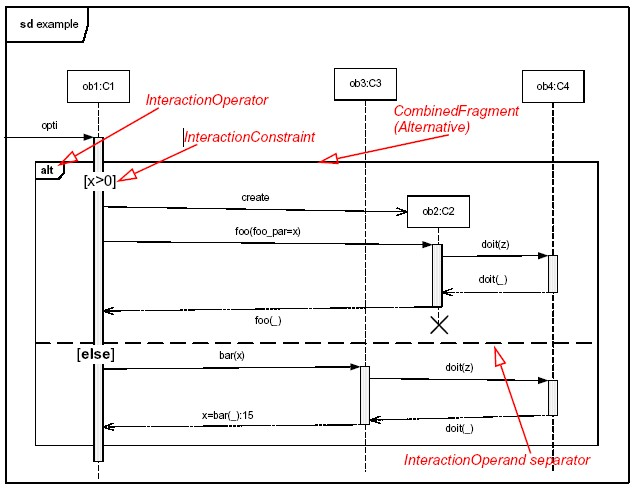 sd example
ob1:C1
ob3:C3
ob4:C4
InteractionOperator
CombinedFragment
(Alternative)
opti
InteractionConstraint
alt
[x>0]
create
ob2:C2
foo(foo_par=x)
doit(z)
doit(_)
foo(_)
[else]
bar(x)
doit(z)
x=bar(_):15
doit(_)
InteractionOperand separator